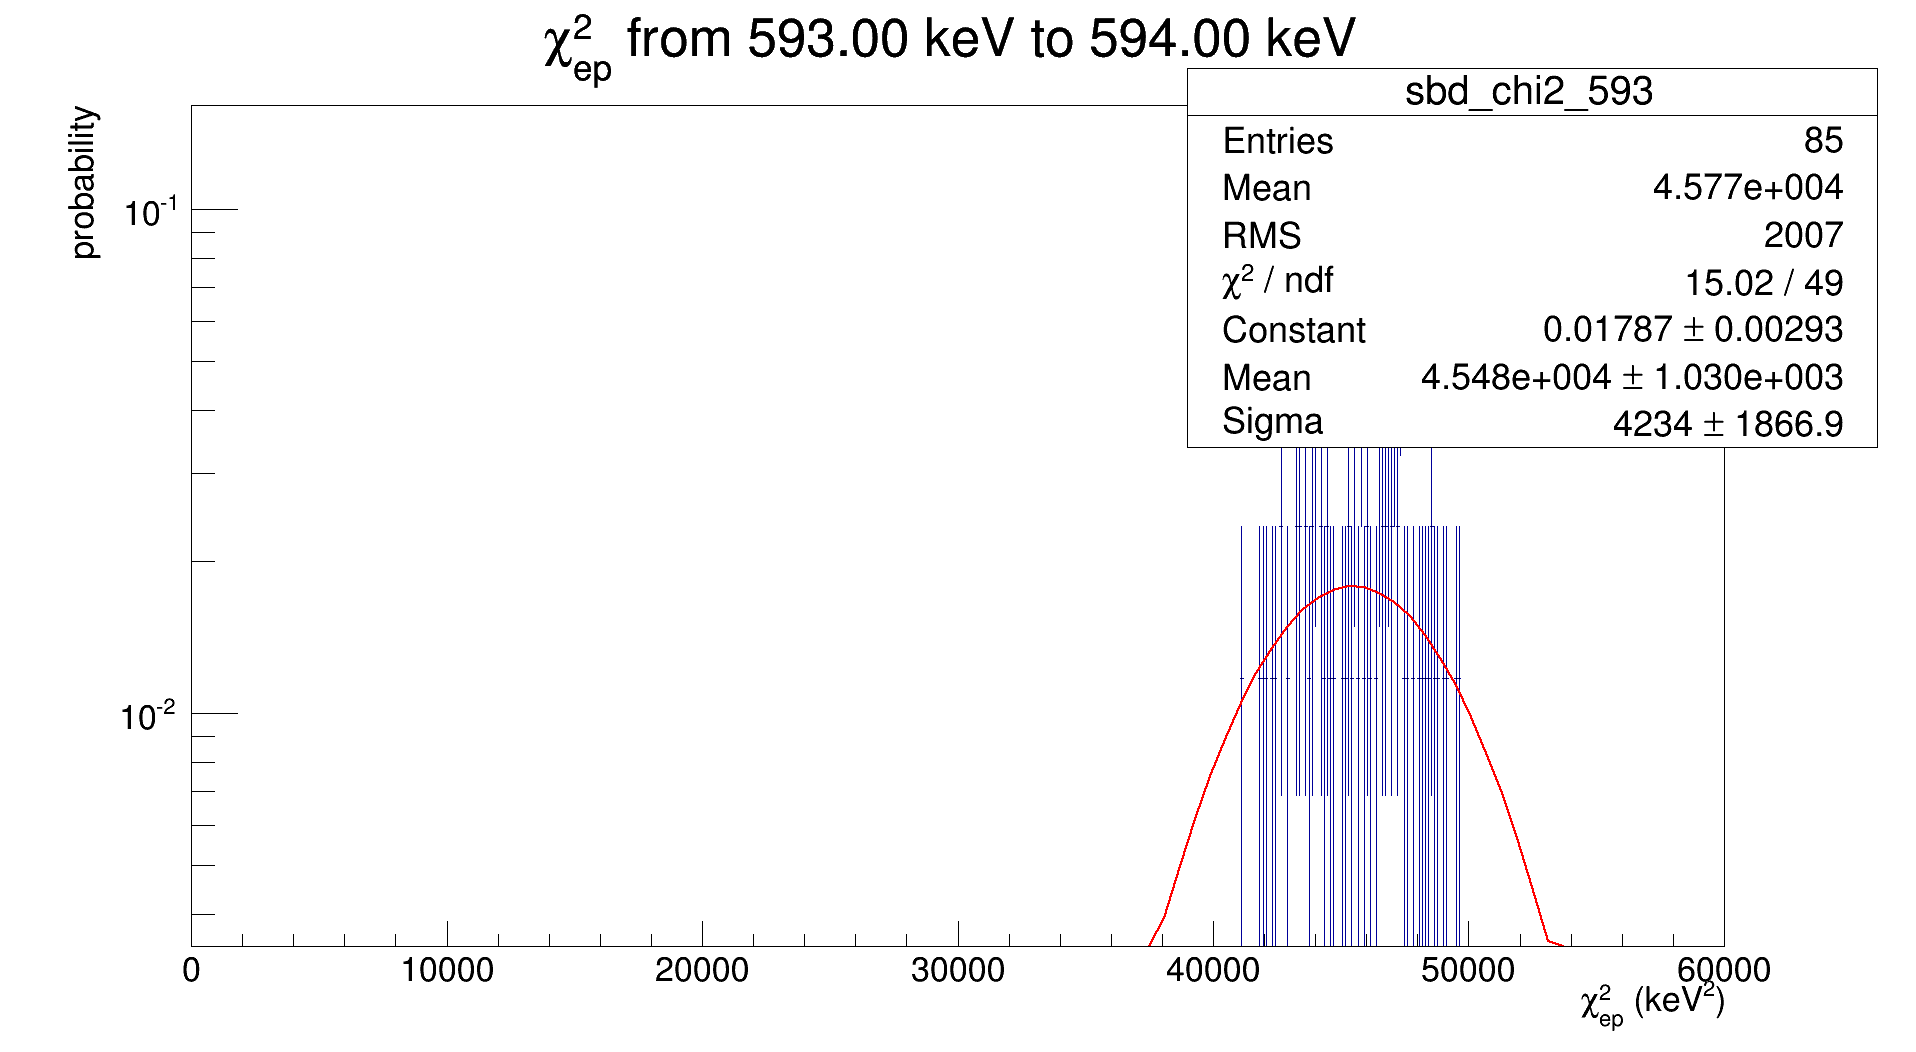 χ²ep from 593.00 keV to 594.00 keV
probability
sbd_chi2_593
Entries 85
Mean 4.577e+004
RMS 2007
χ² / ndf 15.02 / 49
Constant 0.01787 ± 0.00293
Mean 4.548e+004 ± 1.030e+003
Sigma 4234 ± 1866.9
10⁻¹
10⁻²
0 10000 20000 30000 40000 50000 60000
χ²ep (keV²)